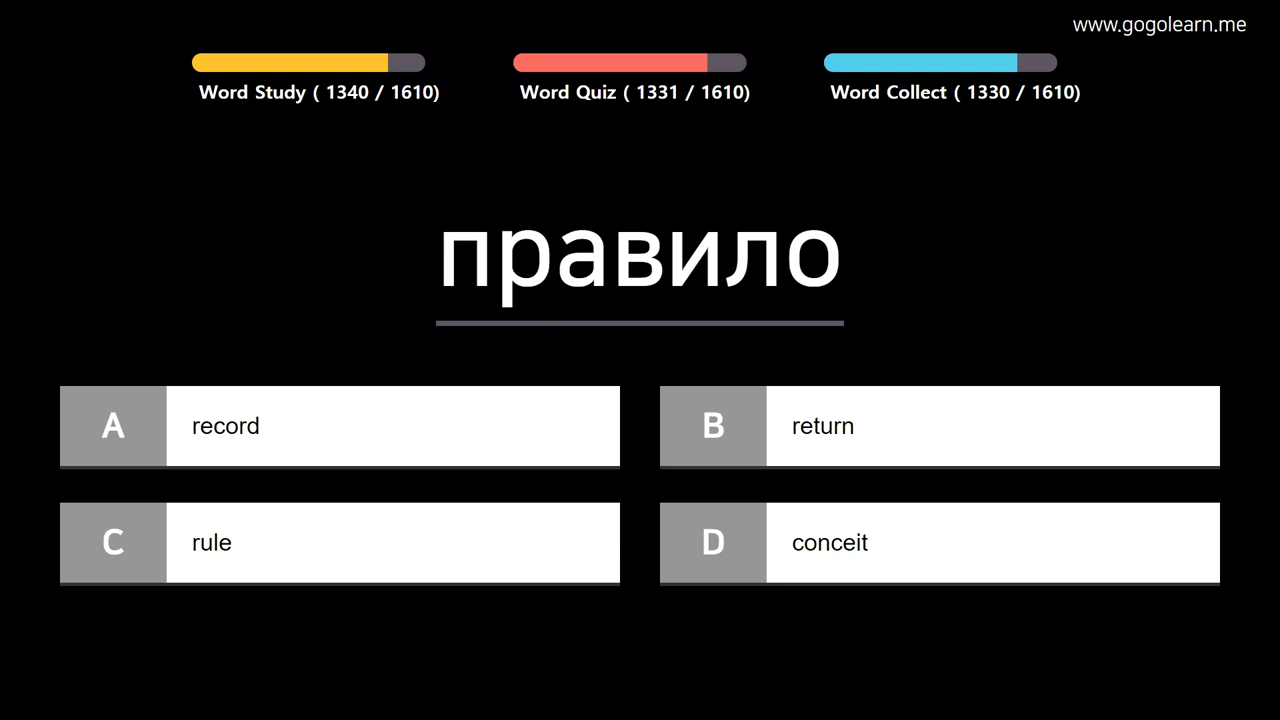 www.gogolearn.me
Word Study ( 1340 / 1610)
Word Quiz ( 1331 / 1610)
Word Collect ( 1330 / 1610)
правило
A record
B return
C rule
D conceit